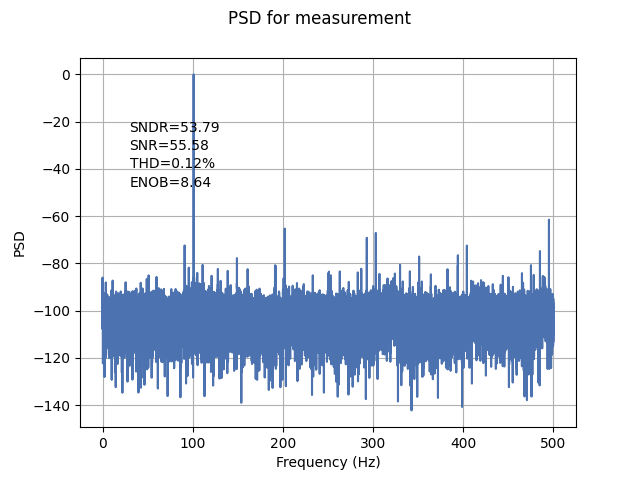 PSD for measurement
0
−20
−40
−60
−80
−100
−120
−140
PSD
SNDR=53.79
SNR=55.58
THD=0.12%
ENOB=8.64
0 100 200 300 400 500
Frequency (Hz)